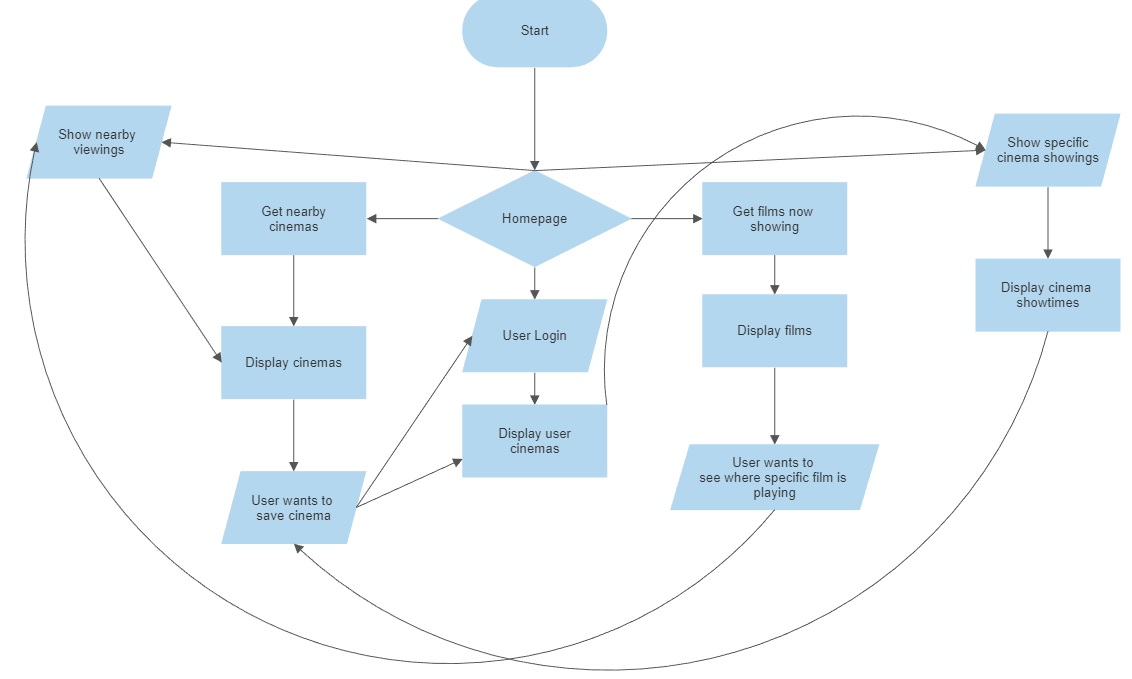 Start
Show nearby
viewings
Show specific
cinema showings
Get nearby
cinemas
Homepage
Get films now
showing
Display cinema
showtimes
User Login
Display films
Display cinemas
Display user
cinemas
User wants to
see where specific film is
playing
User wants to
save cinema